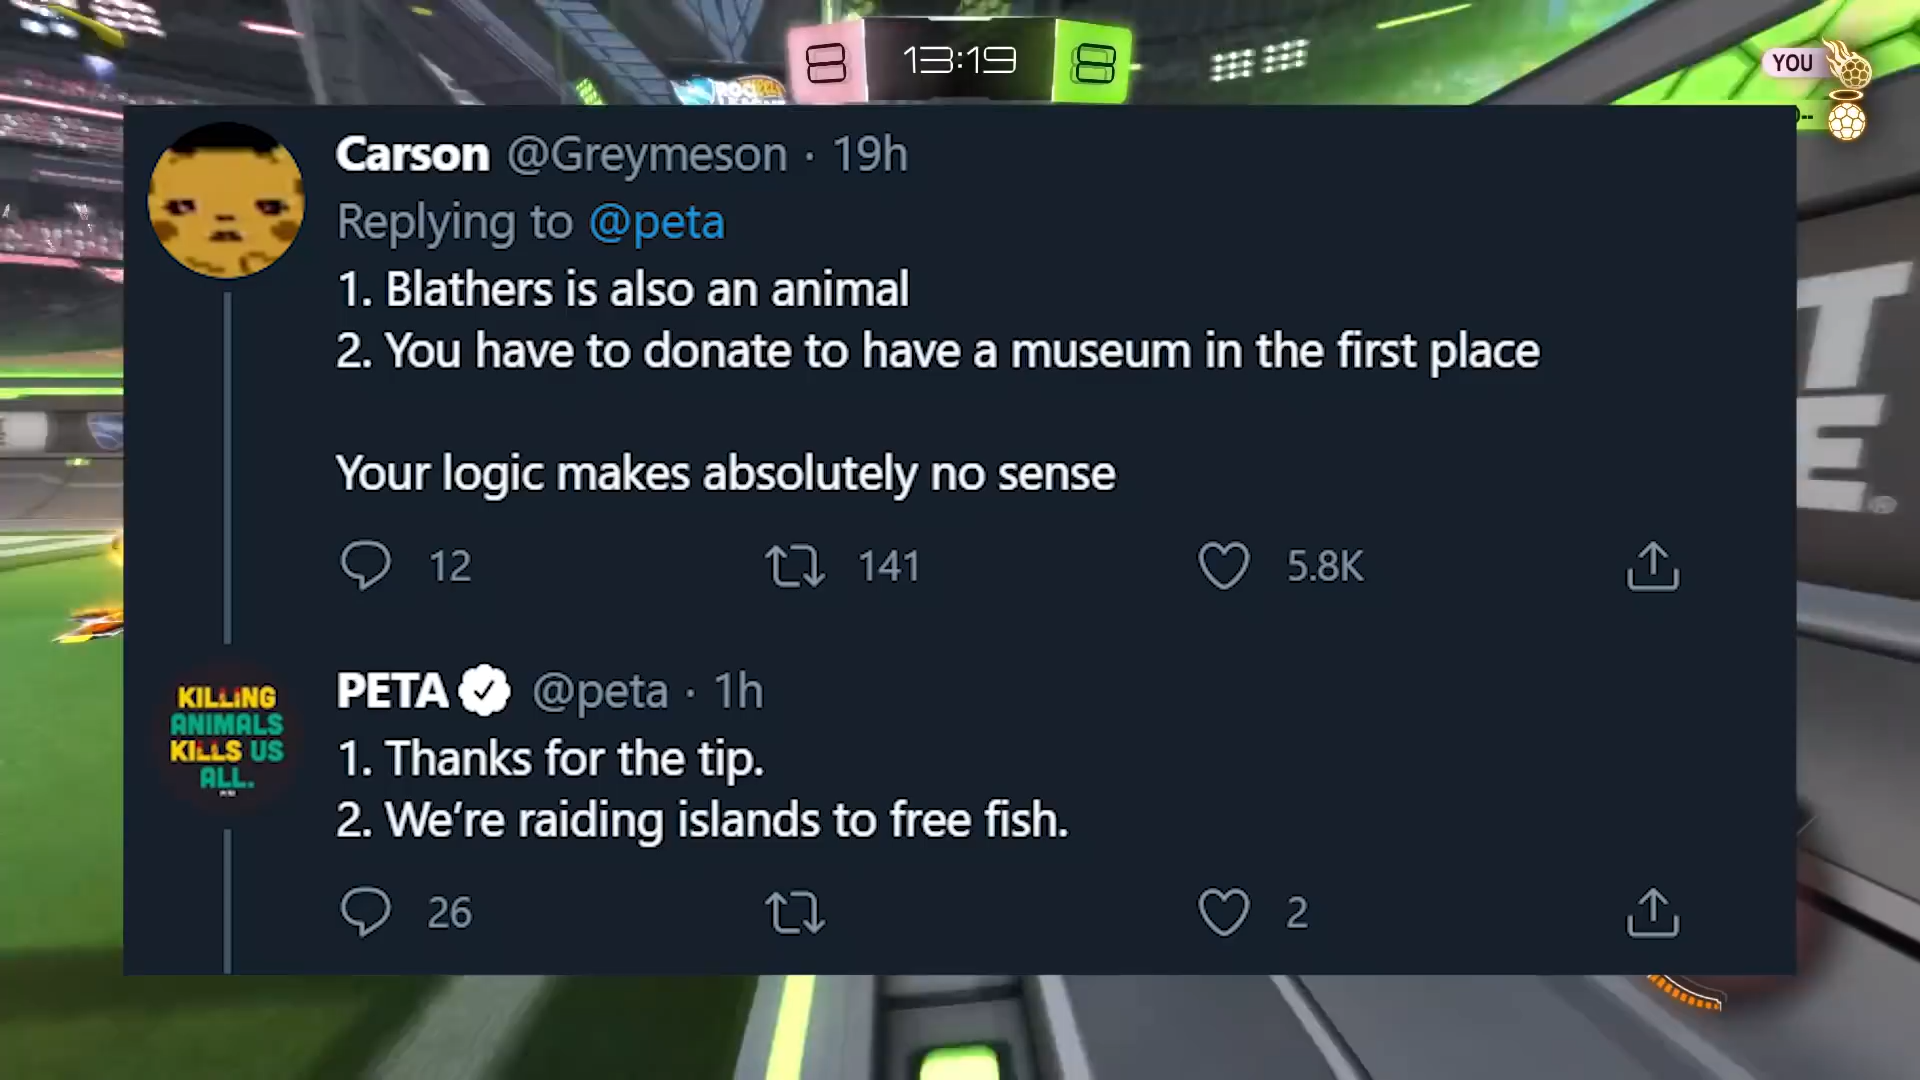 8 13:19 8
YOU
Carson @Greymeson · 19h
Replying to @peta
1. Blathers is also an animal
2. You have to donate to have a museum in the first place
Your logic makes absolutely no sense
12 141 5.8K
PETA @peta · 1h
KILLING
ANIMALS
KILLS US
ALL.
1. Thanks for the tip.
2. We're raiding islands to free fish.
26 2